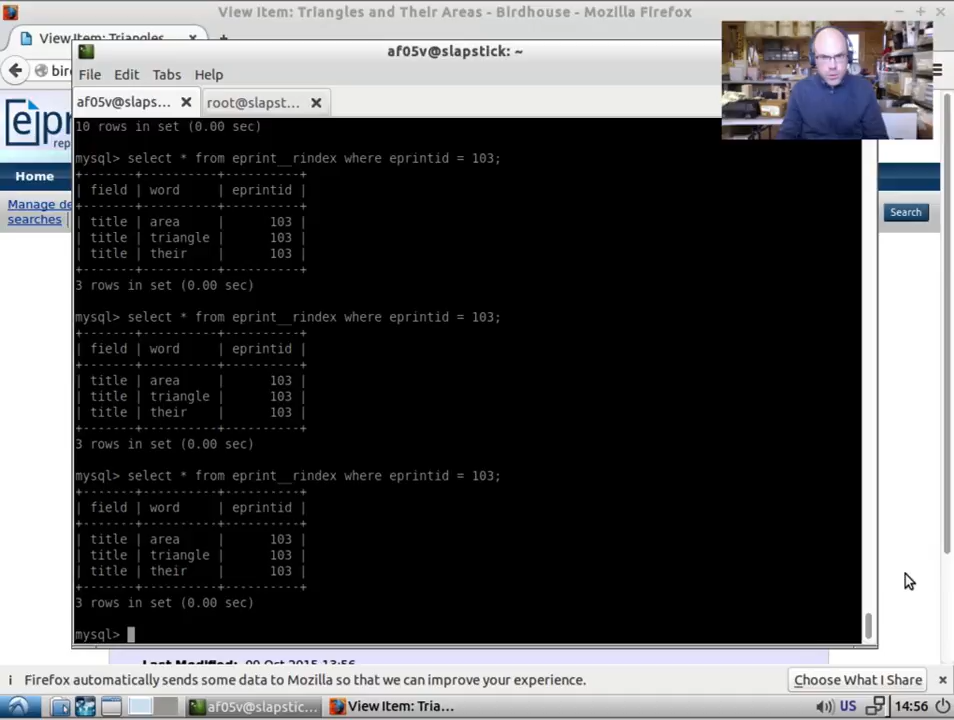 View Item: Triangles and Their Areas - Birdhouse - Mozilla Firefox
View Item: Triangles
af05v@slapstick: ~
File Edit Tabs Help
af05v@slaps... root@slapst...
Home
Manage de
searches
Search
10 rows in set (0.00 sec)
mysql> select * from eprint__rindex where eprintid = 103;
+-------+----------+----------+
| field | word     | eprintid |
+-------+----------+----------+
| title | area     |      103 |
| title | triangle |      103 |
| title | their    |      103 |
+-------+----------+----------+
3 rows in set (0.00 sec)
mysql> select * from eprint__rindex where eprintid = 103;
+-------+----------+----------+
| field | word     | eprintid |
+-------+----------+----------+
| title | area     |      103 |
| title | triangle |      103 |
| title | their    |      103 |
+-------+----------+----------+
3 rows in set (0.00 sec)
mysql> select * from eprint__rindex where eprintid = 103;
+-------+----------+----------+
| field | word     | eprintid |
+-------+----------+----------+
| title | area     |      103 |
| title | triangle |      103 |
| title | their    |      103 |
+-------+----------+----------+
3 rows in set (0.00 sec)
mysql>
Firefox automatically sends some data to Mozilla so that we can improve your experience. Choose What I Share
af05v@slapstic... View Item: Tria... US 14:56